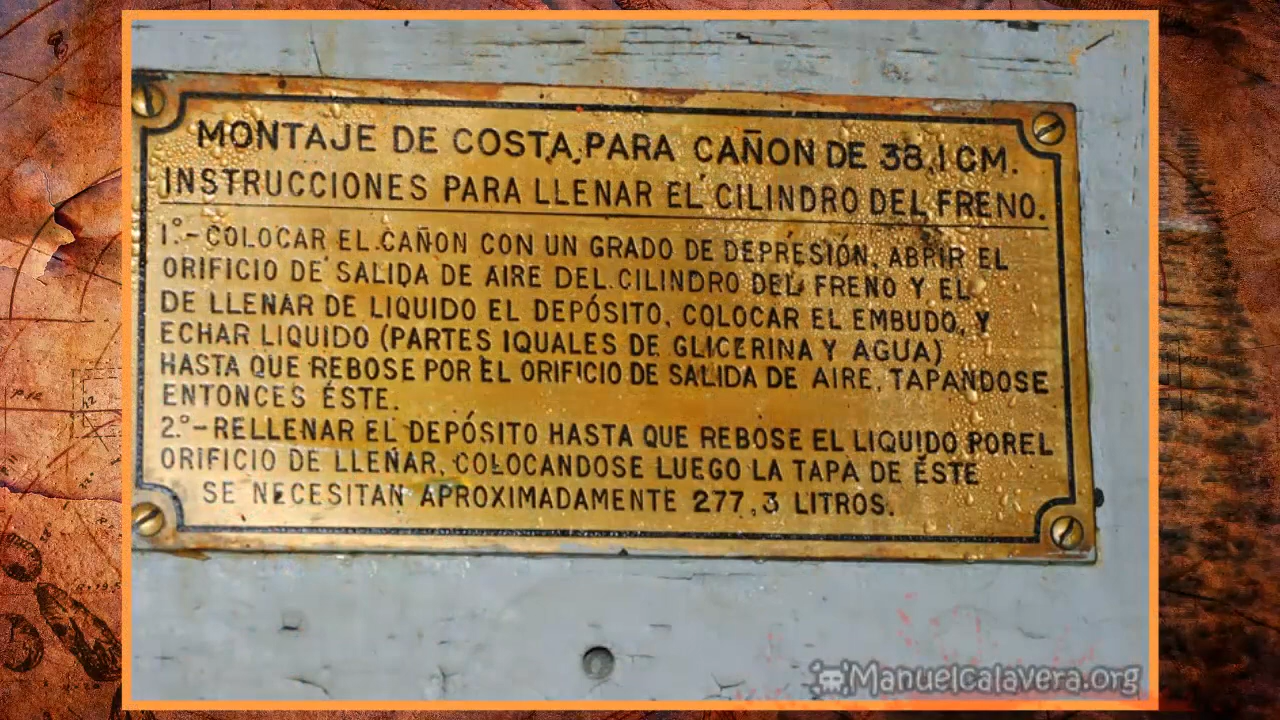 MONTAJE DE COSTA PARA CAÑON DE 38,1 CM.
INSTRUCCIONES PARA LLENAR EL CILINDRO DEL FRENO.
1.°-COLOCAR EL CAÑON CON UN GRADO DE DEPRESIÓN, ABRIR EL
ORIFICIO DE SALIDA DE AIRE DEL CILINDRO DEL FRENO Y EL
DE LLENAR DE LIQUIDO EL DEPÓSITO, COLOCAR EL EMBUDO, Y
ECHAR LIQUIDO (PARTES IQUALES DE GLICERINA Y AGUA)
HASTA QUE REBOSE POR EL ORIFICIO DE SALIDA DE AIRE, TAPANDOSE
ENTONCES ÉSTE.
2.°-RELLENAR EL DEPÓSITO HASTA QUE REBOSE EL LIQUIDO POREL
ORIFICIO DE LLENAR, COLOCANDOSE LUEGO LA TAPA DE ÉSTE
SE NECESITAN APROXIMADAMENTE 277,3 LITROS.
Manuelcalavera.org